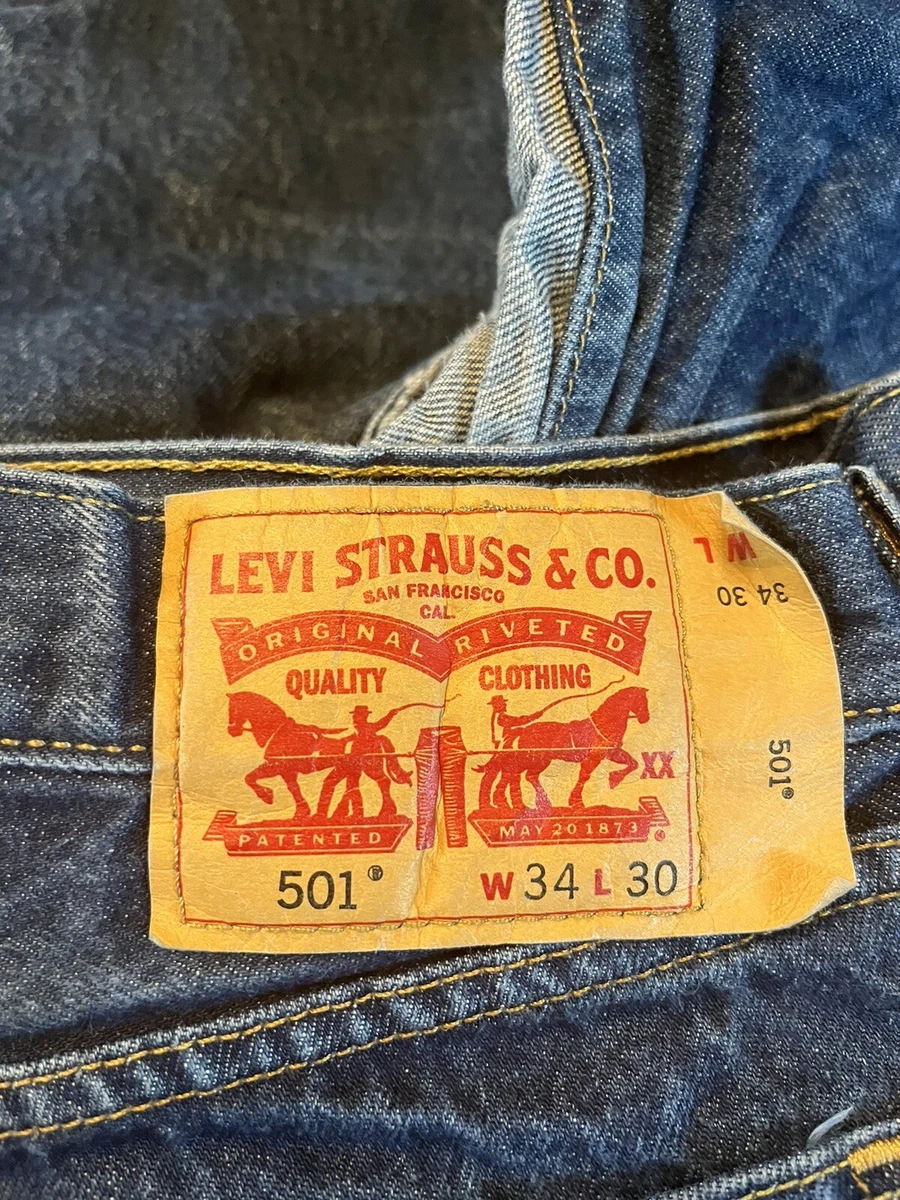 LEVI STRAUSS & CO.
SAN FRANCISCO
CAL.
ORIGINAL RIVETED
QUALITY CLOTHING
XX
PATENTED MAY 20 1873 ®
501® W 34 L 30
W L
34 30
501®